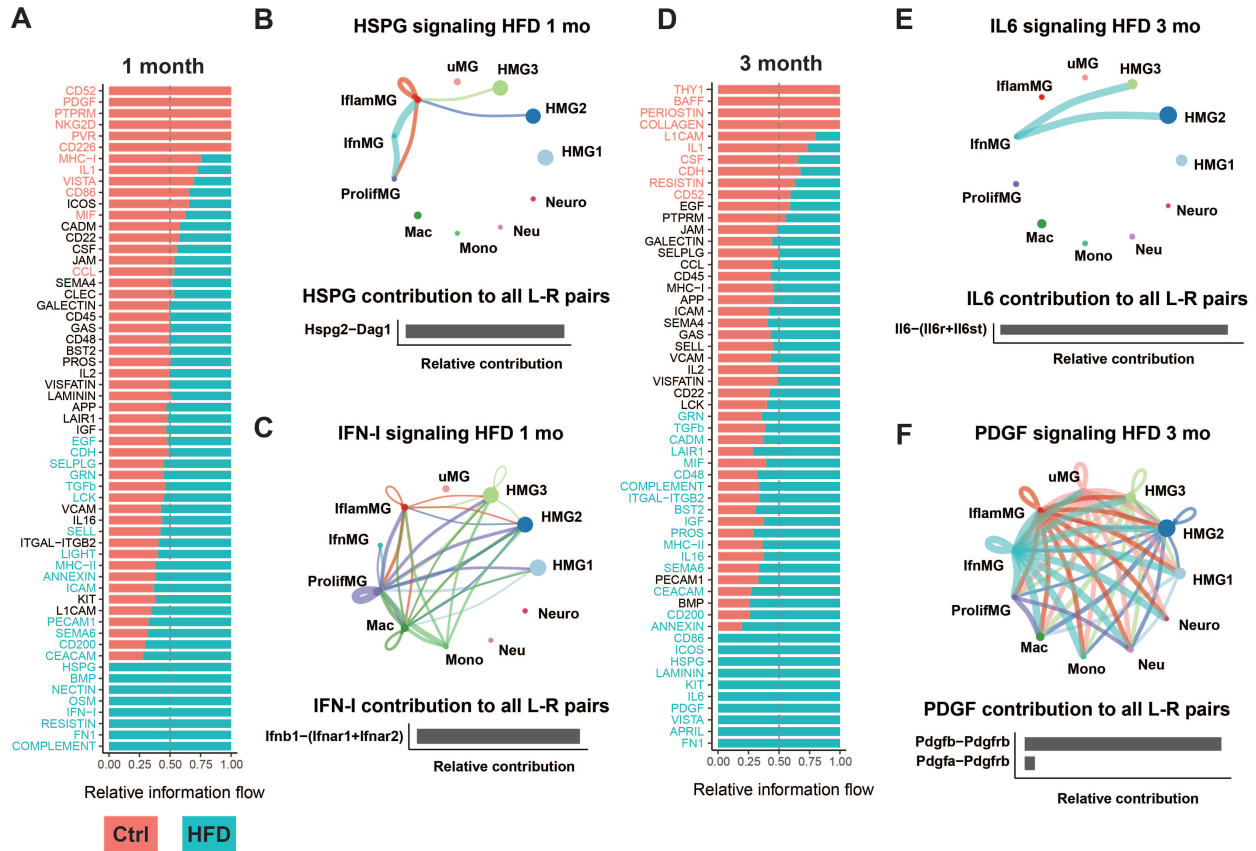 A
1 month
CD52
PDGF
PTPRM
NKG2D
PVR
CD226
MHC−I
IL1
VISTA
CD86
ICOS
MIF
CADM
CD22
CSF
JAM
CCL
SEMA4
CLEC
GALECTIN
CD45
GAS
CD48
BST2
PROS
IL2
VISFATIN
LAMININ
APP
LAIR1
IGF
EGF
CDH
SELPLG
GRN
TGFb
LCK
VCAM
IL16
SELL
ITGAL−ITGB2
LIGHT
MHC−II
ANNEXIN
ICAM
KIT
L1CAM
PECAM1
SEMA6
CD200
CEACAM
HSPG
BMP
NECTIN
OSM
IFN−I
RESISTIN
FN1
COMPLEMENT
0.00 0.25 0.50 0.75 1.00
Relative information flow
Ctrl HFD
B
HSPG signaling HFD 1 mo
uMG
HMG3
IflamMG
HMG2
IfnMG
HMG1
ProlifMG
Neuro
Mac
Neu
Mono
HSPG contribution to all L-R pairs
Hspg2−Dag1
Relative contribution
C
IFN-I signaling HFD 1 mo
uMG
HMG3
IflamMG
HMG2
IfnMG
HMG1
ProlifMG
Neuro
Mac
Neu
Mono
IFN-I contribution to all L-R pairs
Ifnb1−(Ifnar1+Ifnar2)
Relative contribution
D
3 month
THY1
BAFF
PERIOSTIN
COLLAGEN
L1CAM
IL1
CSF
CDH
RESISTIN
CD52
EGF
PTPRM
JAM
GALECTIN
SELPLG
CCL
CD45
MHC−I
APP
ICAM
SEMA4
GAS
SELL
VCAM
IL2
VISFATIN
CD22
LCK
GRN
TGFb
CADM
LAIR1
MIF
CD48
COMPLEMENT
ITGAL−ITGB2
BST2
IGF
PROS
MHC−II
IL16
SEMA6
PECAM1
CEACAM
BMP
CD200
ANNEXIN
CD86
ICOS
HSPG
LAMININ
KIT
IL6
PDGF
VISTA
APRIL
FN1
0.00 0.25 0.50 0.75 1.00
Relative information flow
E
IL6 signaling HFD 3 mo
uMG
HMG3
IflamMG
HMG2
IfnMG
HMG1
ProlifMG
Neuro
Mac
Neu
Mono
IL6 contribution to all L-R pairs
Il6−(Il6r+Il6st)
Relative contribution
F
PDGF signaling HFD 3 mo
uMG
HMG3
IflamMG
HMG2
IfnMG
HMG1
ProlifMG
Neuro
Mac
Neu
Mono
PDGF contribution to all L-R pairs
Pdgfb−Pdgfrb
Pdgfa−Pdgfrb
Relative contribution